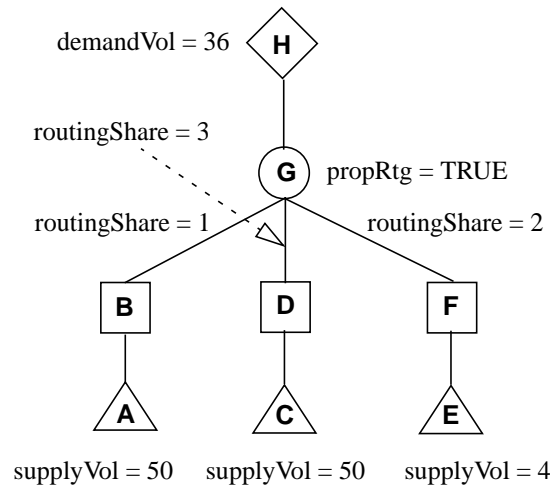 demandVol = 36
H
routingShare = 3
G
propRtg = TRUE
routingShare = 1
routingShare = 2
B
D
F
A
C
E
supplyVol = 50
supplyVol = 50
supplyVol = 4